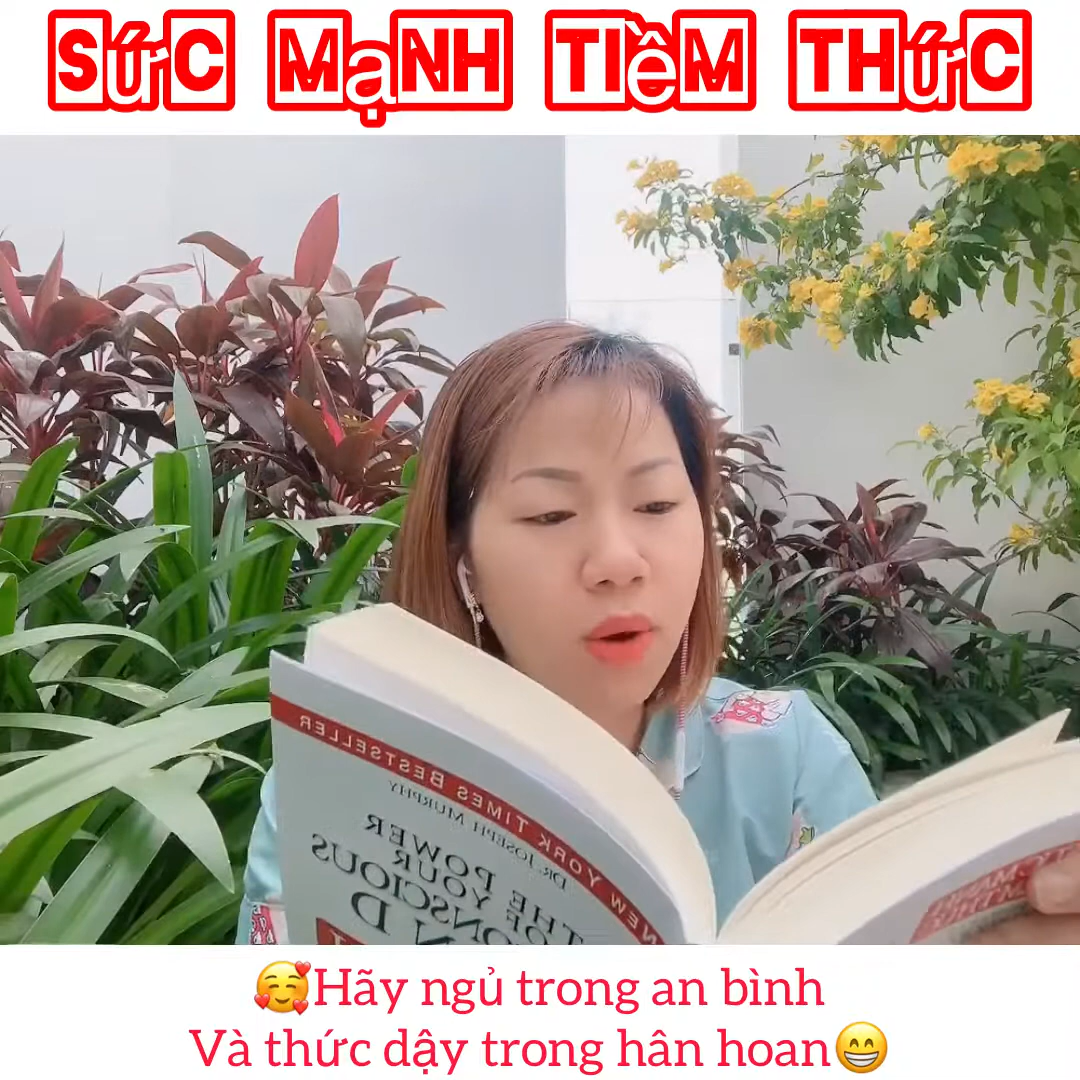 SỨC MẠNH TIỀM THỨC
NEW YORK TIMES BESTSELLER
DR. JOSEPH MURPHY
THE POWER
OF YOUR
🥰Hãy ngủ trong an bình
Và thức dậy trong hân hoan😁